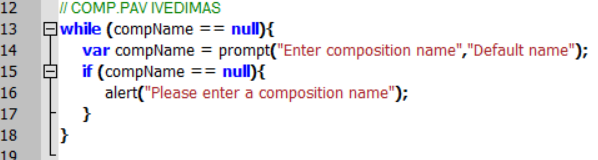 12 // COMP.PAV IVEDIMAS
13 while (compName == null){
14 var compName = prompt("Enter composition name","Default name");
15 if (compName == null){
16 alert("Please enter a composition name");
17 }
18 }
19